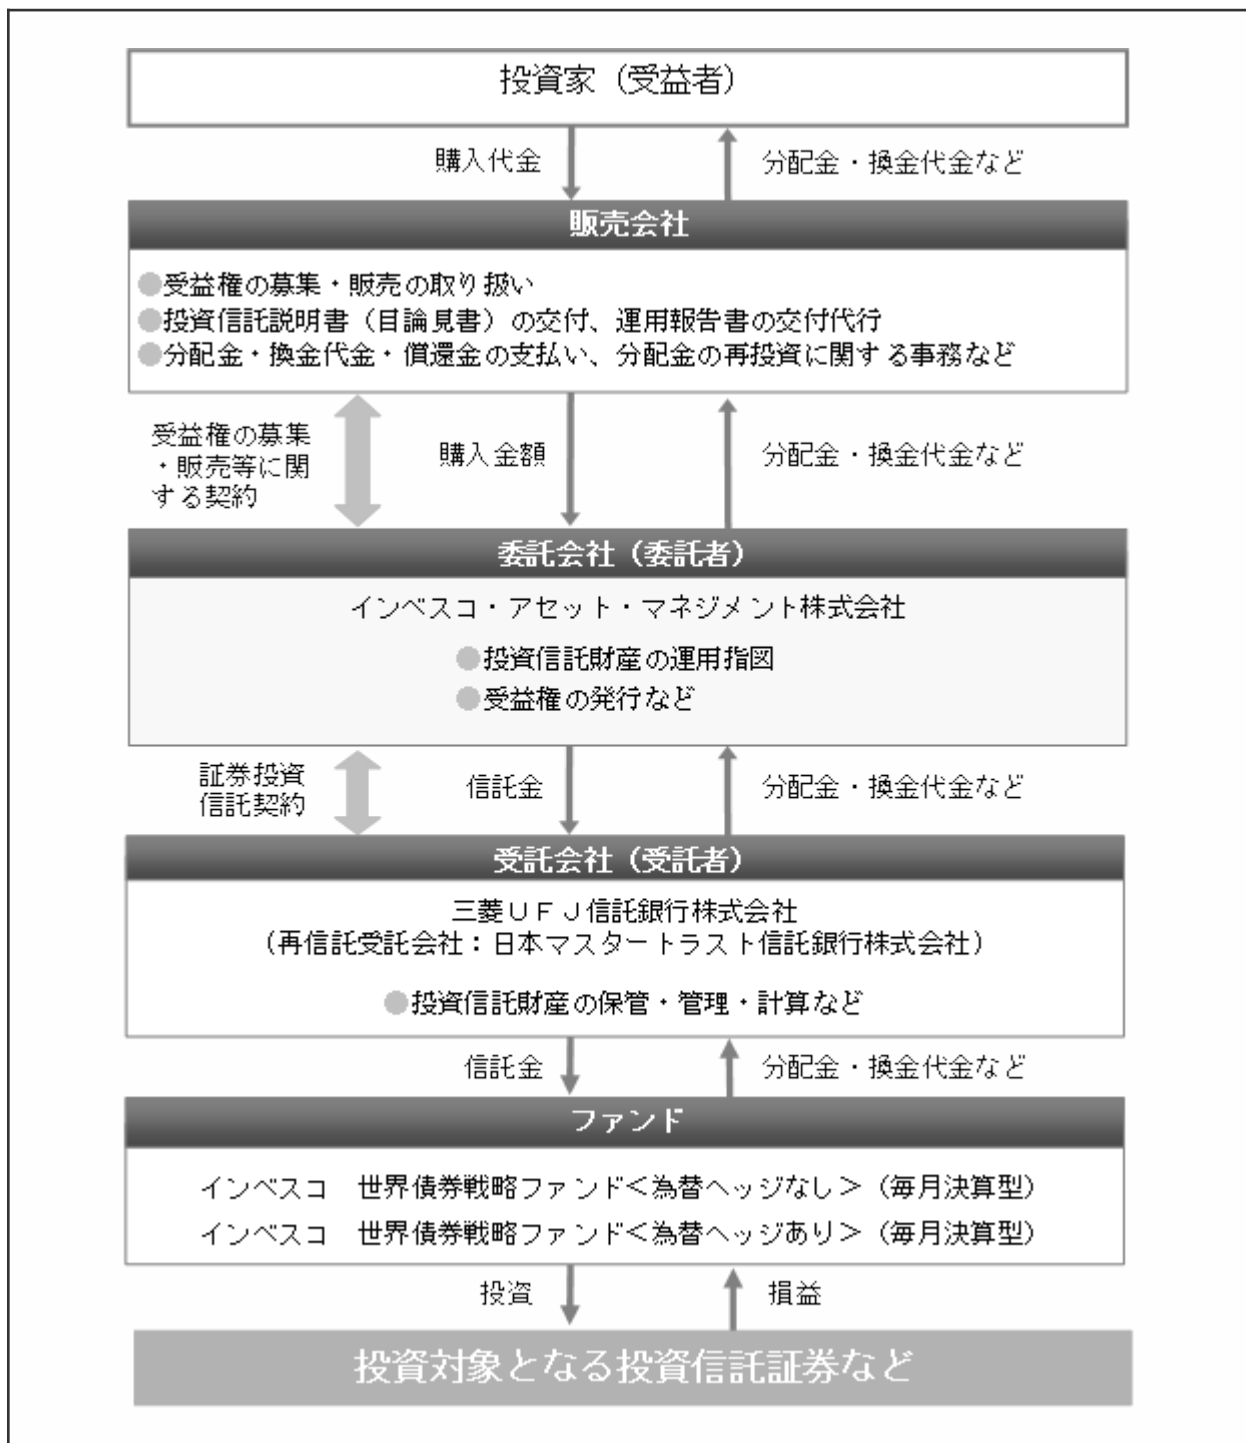 投資家（受益者）
購入代金
分配金・換金代金など
販売会社
●受益権の募集・販売の取り扱い
●投資信託説明書（目論見書）の交付、運用報告書の交付代行
●分配金・換金代金・償還金の支払い、分配金の再投資に関する事務など
受益権の募集
・販売等に関
する契約
購入金額
分配金・換金代金など
委託会社（委託者）
インベスコ・アセット・マネジメント株式会社
●投資信託財産の運用指図
●受益権の発行など
証券投資
信託契約
信託金
分配金・換金代金など
受託会社（受託者）
三菱ＵＦＪ信託銀行株式会社
（再信託受託会社：日本マスタートラスト信託銀行株式会社）
●投資信託財産の保管・管理・計算など
信託金
分配金・換金代金など
ファンド
インベスコ　世界債券戦略ファンド＜為替ヘッジなし＞（毎月決算型）
インベスコ　世界債券戦略ファンド＜為替ヘッジあり＞（毎月決算型）
投資
損益
投資対象となる投資信託証券など